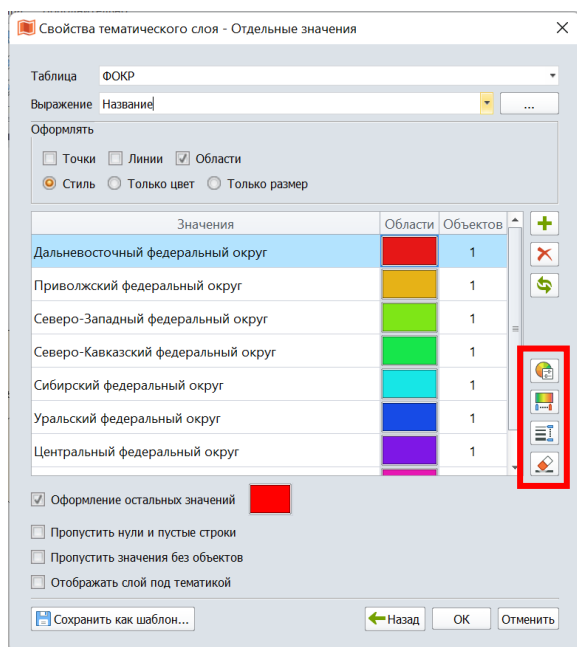 Свойства тематического слоя - Отдельные значения
Таблица ФОКР
Выражение Название ...
Оформлять
Точки Линии Области
Стиль Только цвет Только размер
Значения Области Объектов
Дальневосточный федеральный округ 1
Приволжский федеральный округ 1
Северо-Западный федеральный округ 1
Северо-Кавказский федеральный округ 1
Сибирский федеральный округ 1
Уральский федеральный округ 1
Центральный федеральный округ 1
Оформление остальных значений
Пропустить нули и пустые строки
Пропустить значения без объектов
Отображать слой под тематикой
Сохранить как шаблон... Назад ОК Отменить